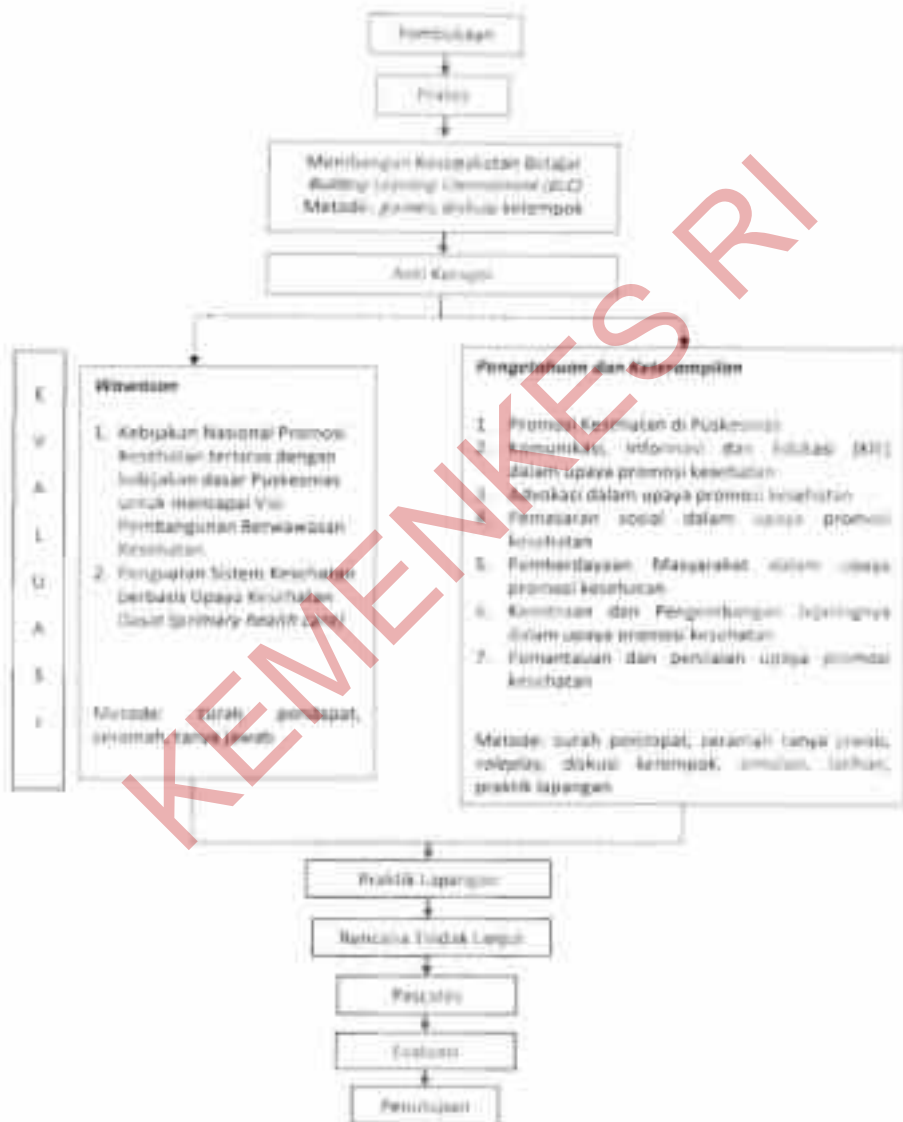 Pembukaan
Pretes
Membangun Kesepakatan Belajar
Building Learning Commitment (BLC)
Metode: games, diskusi kelompok
Anti Korupsi
E
V
A
L
U
A
S
I
Wawasan
1. Kebijakan Nasional Promosi
Kesehatan terfokus dengan
kebijakan dasar Puskesmas
untuk mencapai Visi
Pembangunan Berwawasan
Kesehatan
2. Penguatan Sistem Kesehatan
berbasis Upaya Kesehatan
Dasar (primary health care)
Metode: curah pendapat,
ceramah, tanya jawab
Pengetahuan dan Keterampilan
1. Promosi Kesehatan di Puskesmas
2. Komunikasi, Informasi dan Edukasi (KIE)
dalam upaya promosi kesehatan
3. Advokasi dalam upaya promosi kesehatan
4. Pemasaran sosial dalam upaya promosi
kesehatan
5. Pemberdayaan Masyarakat dalam upaya
promosi kesehatan
6. Kemitraan dan Pengembangan jejaringnya
dalam upaya promosi kesehatan
7. Pemantauan dan penilaian upaya promosi
kesehatan
Metode: curah pendapat, ceramah tanya jawab,
roleplay, diskusi kelompok, simulasi, latihan,
praktik lapangan
Praktik Lapangan
Rencana Tindak Lanjut
Pascates
Evaluasi
Penutupan
KEMENKES RI